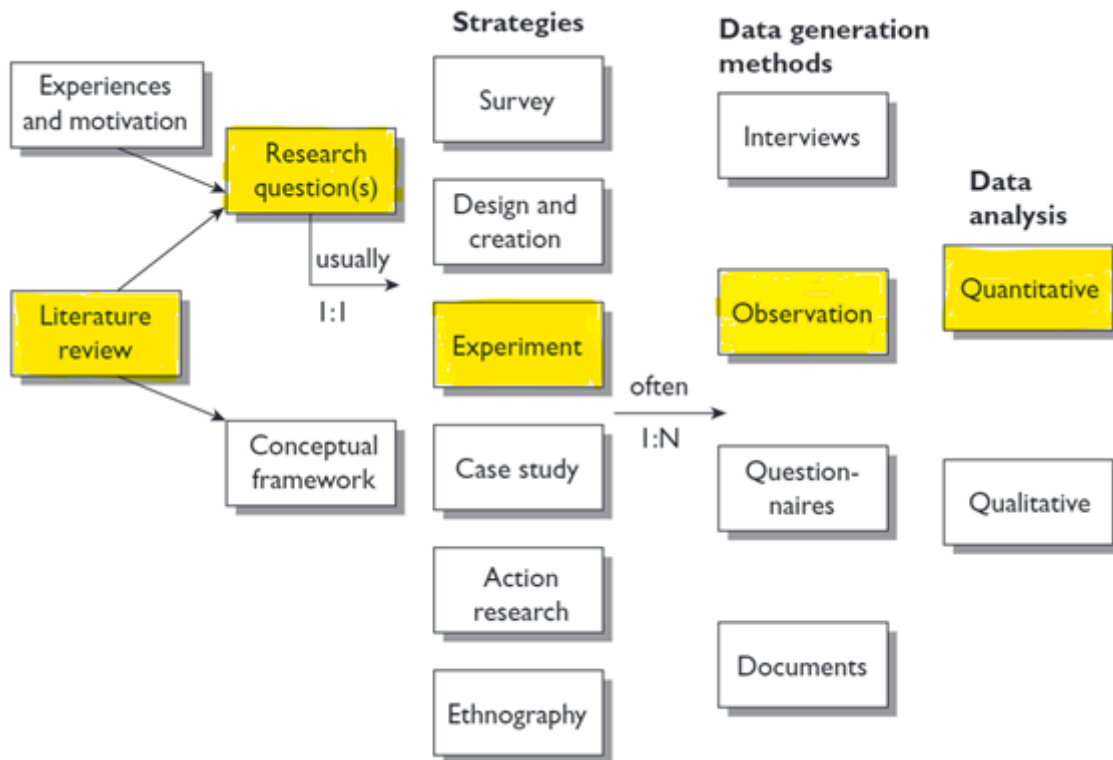 Experiences
and motivation
Literature
review
Research
question(s)
usually
1:1
Conceptual
framework
Strategies
Survey
Design and
creation
Experiment
Case study
Action
research
Ethnography
often
1:N
Data generation
methods
Interviews
Observation
Question-
naires
Documents
Data
analysis
Quantitative
Qualitative